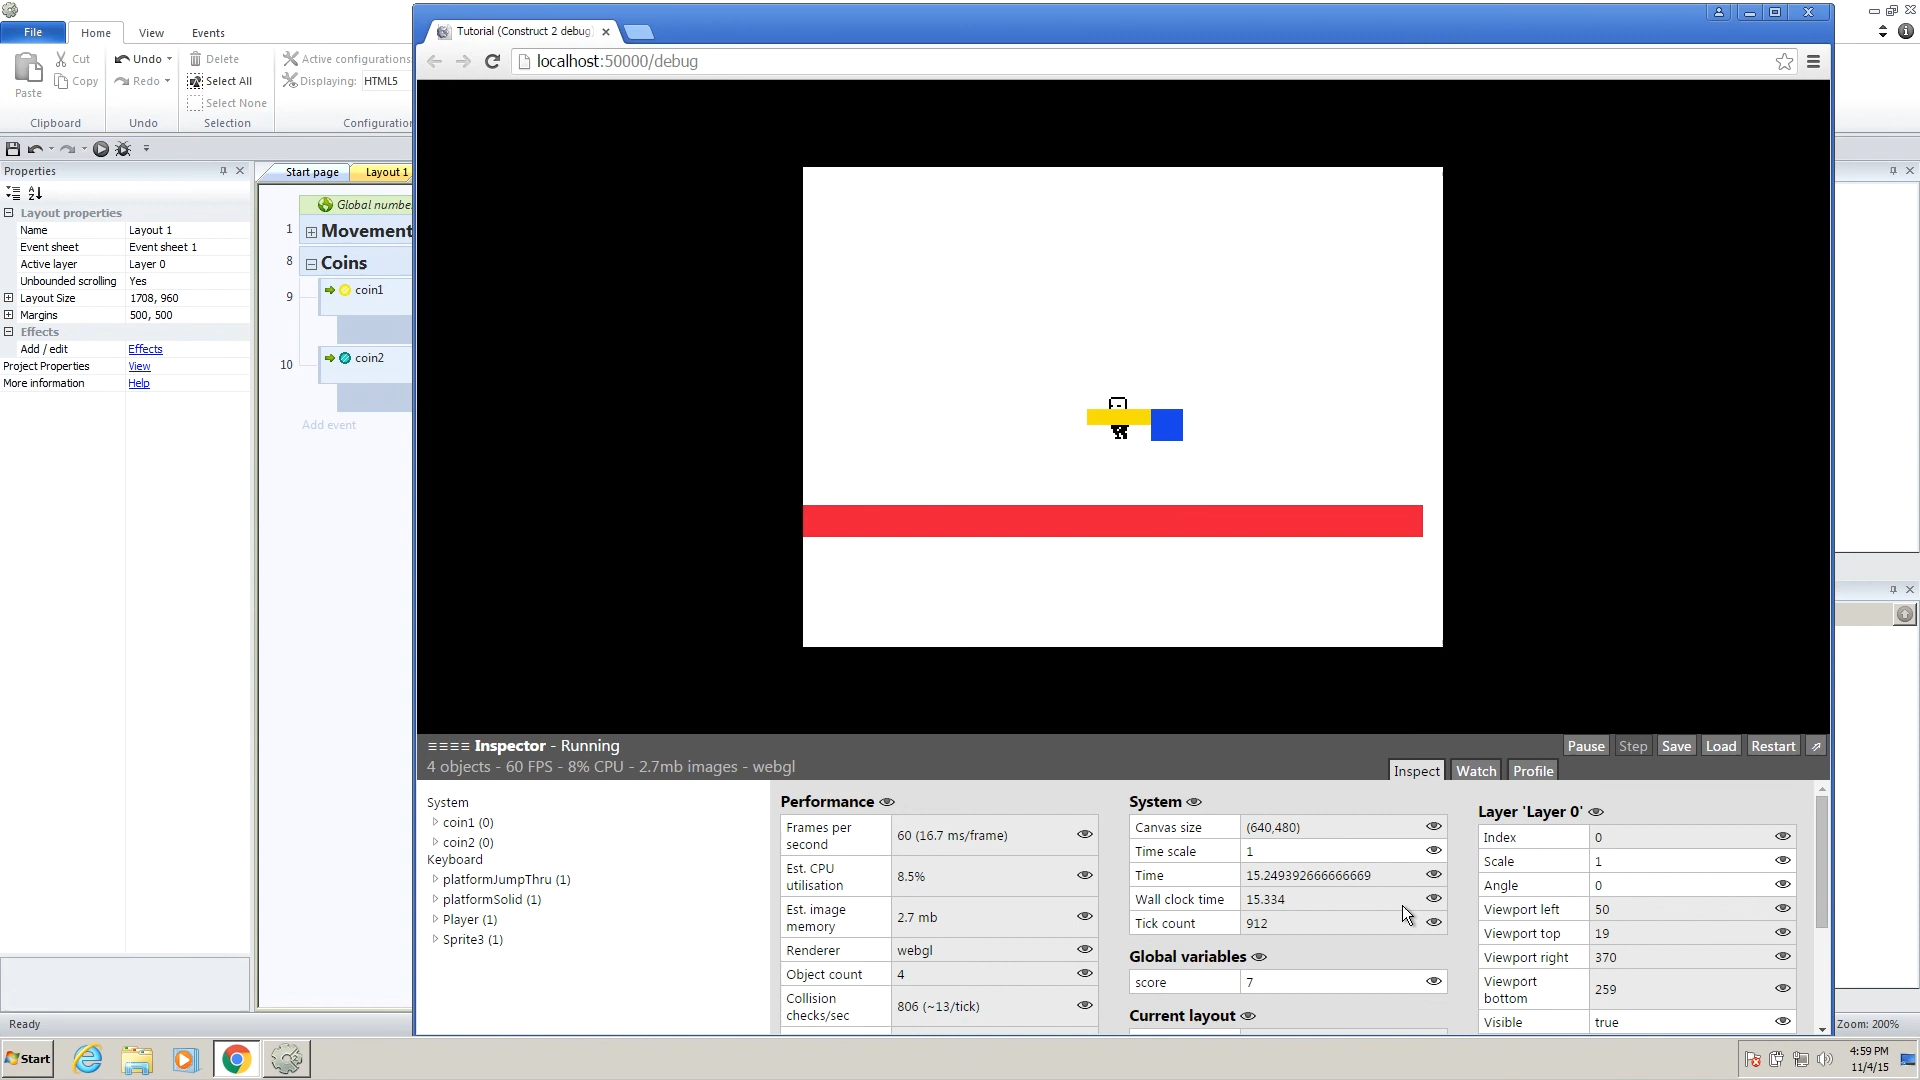 Tutorial (Construct 2 debug
localhost:50000/debug
File
Home
View
Events
Paste
Cut
Copy
Clipboard
Undo
Redo
Undo
Delete
Select All
Select None
Selection
Active configurations:
Displaying: HTML5
Configuration
Properties
Start page
Layout 1
Layout properties
Name Layout 1
Event sheet Event sheet 1
Active layer Layer 0
Unbounded scrolling Yes
Layout Size 1708, 960
Margins 500, 500
Effects
Add / edit Effects
Project Properties View
More information Help
Global number
1 Movement
8 Coins
9 coin1
10 coin2
Add event
Inspector - Running
4 objects - 60 FPS - 8% CPU - 2.7mb images - webgl
Pause Step Save Load Restart
Inspect Watch Profile
System
coin1 (0)
coin2 (0)
Keyboard
platformJumpThru (1)
platformSolid (1)
Player (1)
Sprite3 (1)
Performance
Frames per second 60 (16.7 ms/frame)
Est. CPU utilisation 8.5%
Est. image memory 2.7 mb
Renderer webgl
Object count 4
Collision checks/sec 806 (~13/tick)
System
Canvas size (640,480)
Time scale 1
Time 15.249392666666669
Wall clock time 15.334
Tick count 912
Global variables
score 7
Current layout
Layer 'Layer 0'
Index 0
Scale 1
Angle 0
Viewport left 50
Viewport top 19
Viewport right 370
Viewport bottom 259
Visible true
Ready
Zoom: 200%
Start
4:59 PM
11/4/15